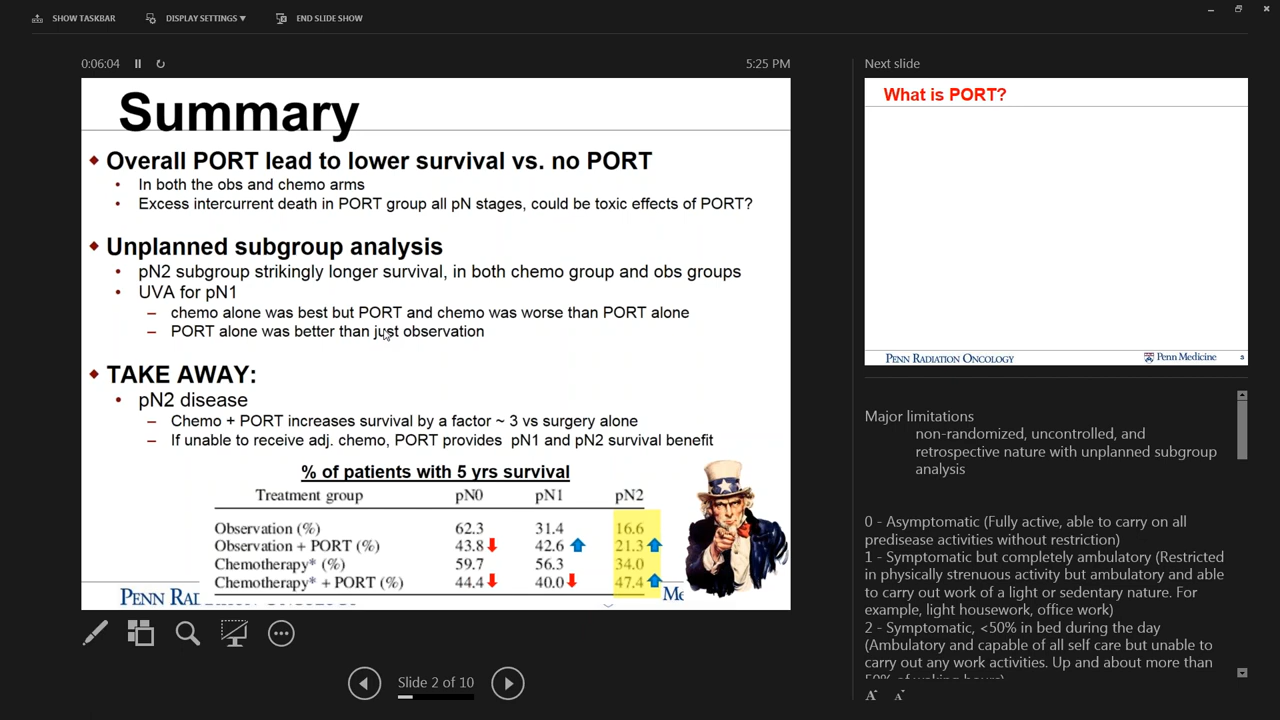 SHOW TASKBAR
DISPLAY SETTINGS ▼
END SLIDE SHOW
0:06:04
5:25 PM
Summary
Overall PORT lead to lower survival vs. no PORT
In both the obs and chemo arms
Excess intercurrent death in PORT group all pN stages, could be toxic effects of PORT?
Unplanned subgroup analysis
pN2 subgroup strikingly longer survival, in both chemo group and obs groups
UVA for pN1
chemo alone was best but PORT and chemo was worse than PORT alone
PORT alone was better than just observation
TAKE AWAY:
pN2 disease
Chemo + PORT increases survival by a factor ~ 3 vs surgery alone
If unable to receive adj. chemo, PORT provides pN1 and pN2 survival benefit
% of patients with 5 yrs survival
Treatment group pN0 pN1 pN2
Observation (%) 62.3 31.4 16.6
Observation + PORT (%) 43.8 42.6 21.3
Chemotherapy* (%) 59.7 56.3 34.0
Chemotherapy* + PORT (%) 44.4 40.0 47.4
Slide 2 of 10
Next slide
What is PORT?
PENN RADIATION ONCOLOGY
Penn Medicine
3
Major limitations
non-randomized, uncontrolled, and
retrospective nature with unplanned subgroup
analysis
0 - Asymptomatic (Fully active, able to carry on all
predisease activities without restriction)
1 - Symptomatic but completely ambulatory (Restricted
in physically strenuous activity but ambulatory and able
to carry out work of a light or sedentary nature. For
example, light housework, office work)
2 - Symptomatic, <50% in bed during the day
(Ambulatory and capable of all self care but unable to
carry out any work activities. Up and about more than
50% of waking hours)
A A